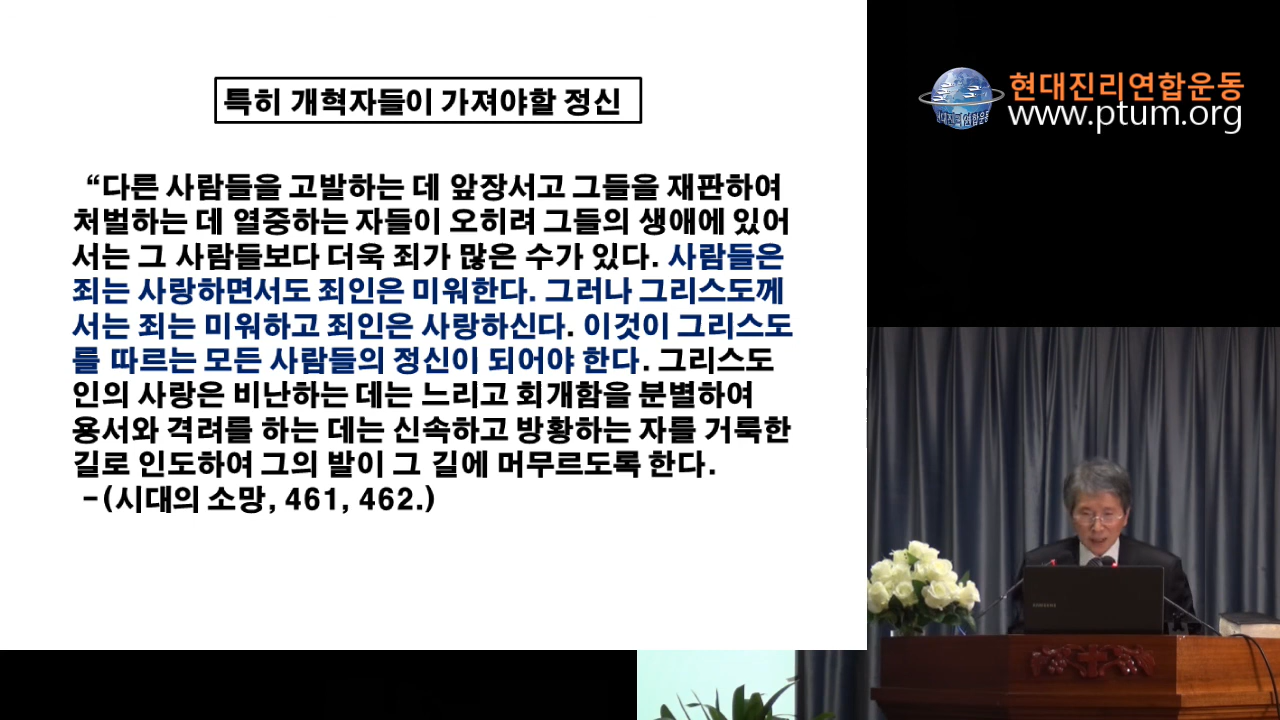 특히 개혁자들이 가져야할 정신
“다른 사람들을 고발하는 데 앞장서고 그들을 재판하여
처벌하는 데 열중하는 자들이 오히려 그들의 생애에 있어
서는 그 사람들보다 더욱 죄가 많은 수가 있다. 사람들은
죄는 사랑하면서도 죄인은 미워한다. 그러나 그리스도께
서는 죄는 미워하고 죄인은 사랑하신다. 이것이 그리스도
를 따르는 모든 사람들의 정신이 되어야 한다. 그리스도
인의 사랑은 비난하는 데는 느리고 회개함을 분별하여
용서와 격려를 하는 데는 신속하고 방황하는 자를 거룩한
길로 인도하여 그의 발이 그 길에 머무르도록 한다.
-(시대의 소망, 461, 462.)
현대진리연합운동
www.ptum.org
현대진리연합운동
SAMSUNG